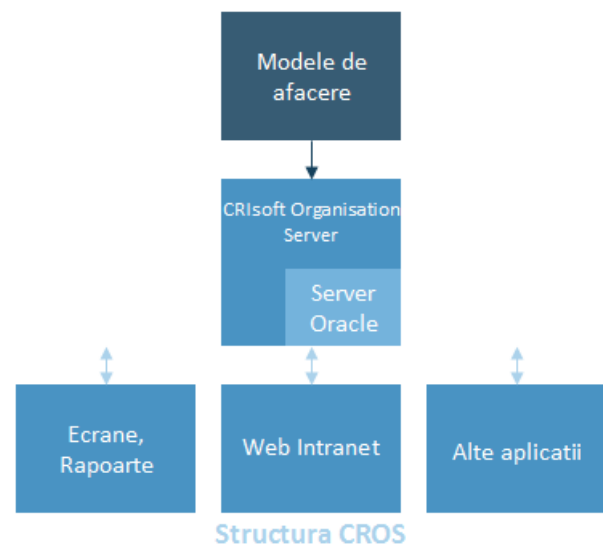 Modele de
afacere
CRIsoft Organisation
Server
Server
Oracle
Ecrane,
Rapoarte
Web Intranet
Alte aplicatii
Structura CROS